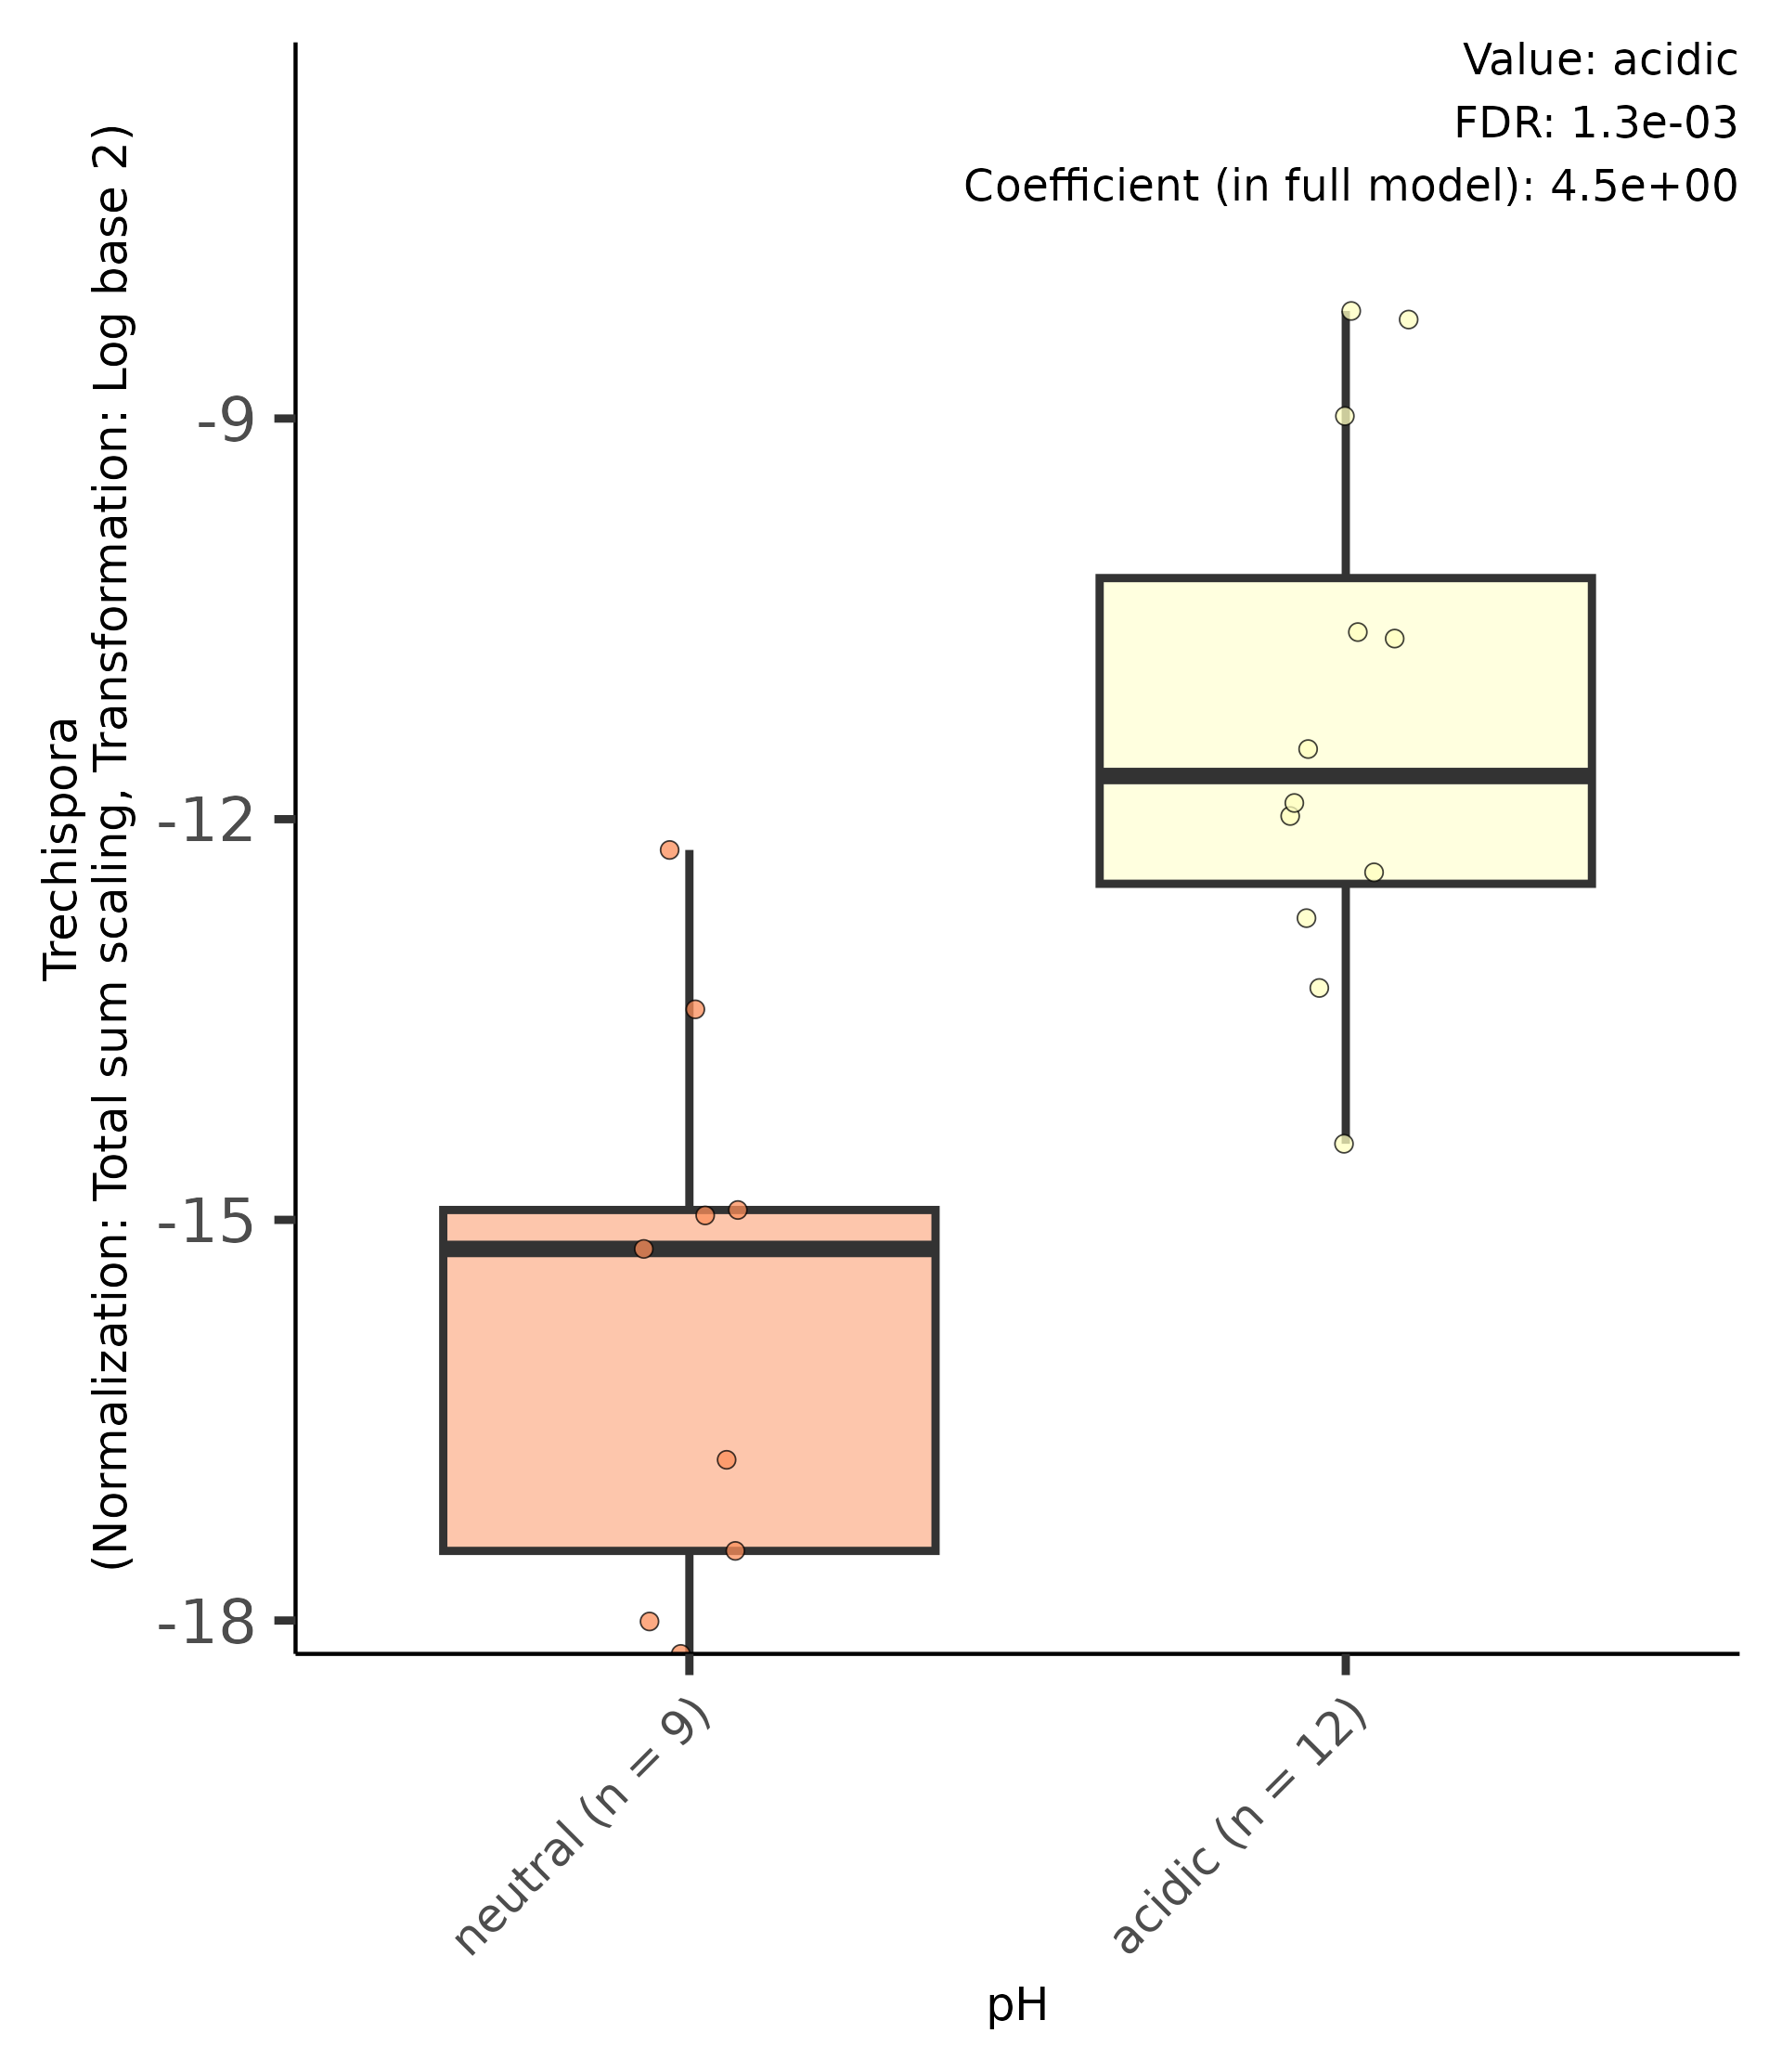 Value: acidic
FDR: 1.3e-03
Coefficient (in full model): 4.5e+00
Trechispora
(Normalization: Total sum scaling, Transformation: Log base 2)
-9
-12
-15
-18
neutral (n = 9)
acidic (n = 12)
pH